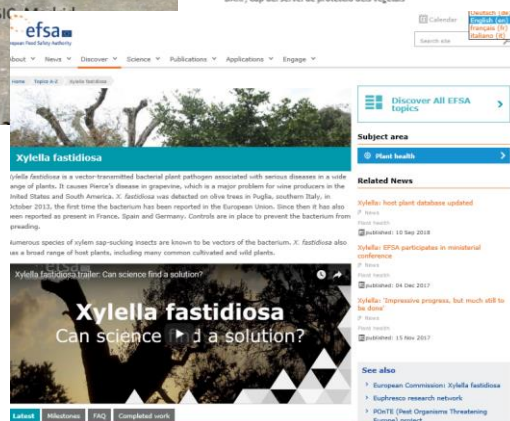 Calendar
Deutsch (de
English (en)
français (fr)
italiano (it)
efsa
European Food Safety Authority
Search site
About News Discover Science Publications Applications Engage
Home Topics A-Z Xylella fastidiosa
Xylella fastidiosa
Xylella fastidiosa is a vector-transmitted bacterial plant pathogen associated with serious diseases in a wide
range of plants. It causes Pierce's disease in grapevine, which is a major problem for wine producers in the
United States and South America. X. fastidiosa was detected on olive trees in Puglia, southern Italy, in
October 2013, the first time the bacterium has been reported in the European Union. Since then it has also
been reported as present in France, Spain and Germany. Controls are in place to prevent the bacterium from
spreading.
Numerous species of xylem sap-sucking insects are known to be vectors of the bacterium. X. fastidiosa also
has a broad range of host plants, including many common cultivated and wild plants.
Xylella fastidiosa trailer: Can science find a solution?
Xylella fastidiosa
Can science a solution?
Latest Milestones FAQ Completed work
Discover All EFSA
topics
Subject area
Plant health
Related News
Xylella: host plant database updated
News
Plant health
published: 10 Sep 2018
Xylella: EFSA participates in ministerial
conference
News
Plant health
published: 04 Dec 2017
Xylella: 'Impressive progress, but much still to
be done'
News
Plant health
published: 15 Nov 2017
See also
European Commission: Xylella fastidiosa
Euphresco research network
POnTE (Pest Organisms Threatening
Europe) project